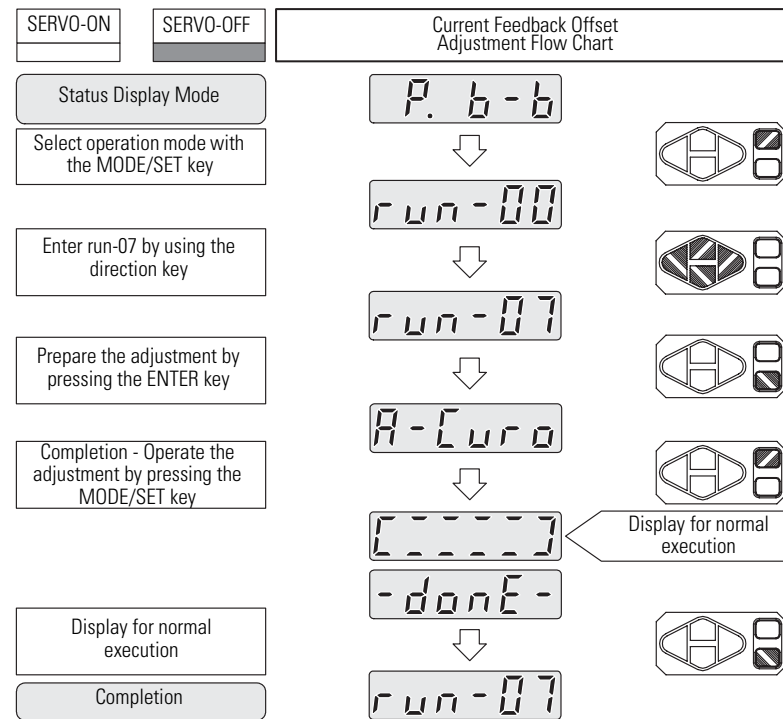 SERVO-ON
SERVO-OFF
Current Feedback Offset
Adjustment Flow Chart
Status Display Mode
P. b-b
Select operation mode with
the MODE/SET key
run-00
Enter run-07 by using the
direction key
run-07
Prepare the adjustment by
pressing the ENTER key
A-Curo
Completion - Operate the
adjustment by pressing the
MODE/SET key
Display for normal
execution
-donE-
Display for normal
execution
Completion
run-07